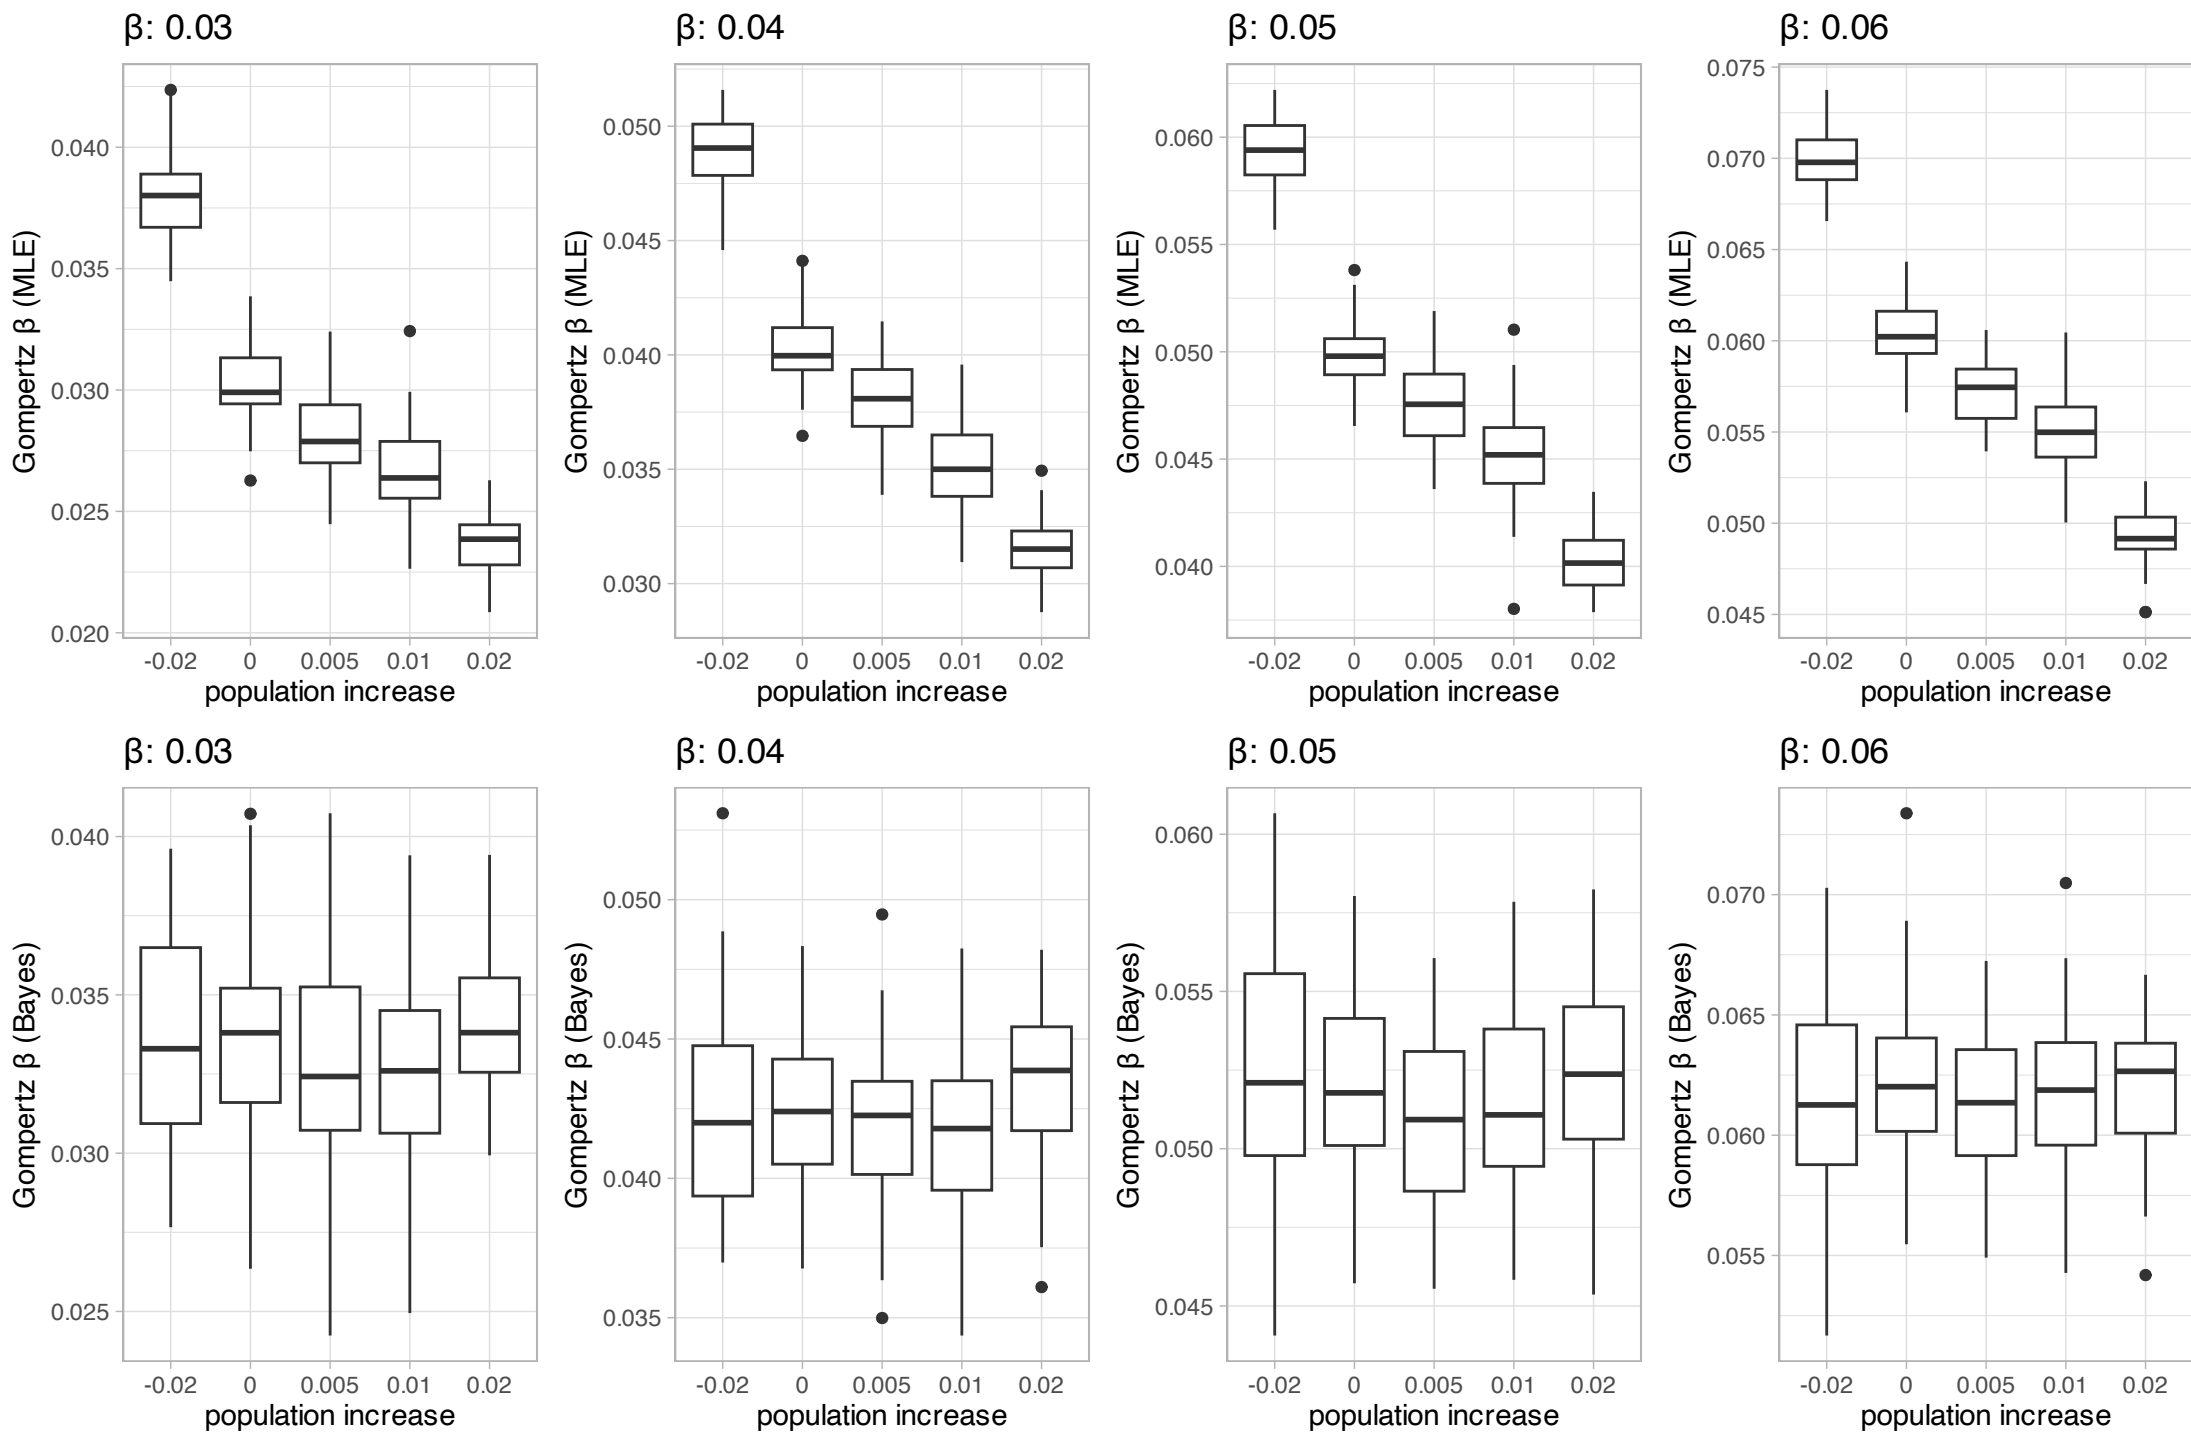 β: 0.03
β: 0.04
β: 0.05
β: 0.06
Gompertz β (MLE)
0.040
0.035
0.030
0.025
0.020
-0.02 0 0.005 0.01 0.02
population increase
Gompertz β (MLE)
0.050
0.045
0.040
0.035
0.030
-0.02 0 0.005 0.01 0.02
population increase
Gompertz β (MLE)
0.060
0.055
0.050
0.045
0.040
-0.02 0 0.005 0.01 0.02
population increase
Gompertz β (MLE)
0.075
0.070
0.065
0.060
0.055
0.050
0.045
-0.02 0 0.005 0.01 0.02
population increase
β: 0.03
β: 0.04
β: 0.05
β: 0.06
Gompertz β (Bayes)
0.040
0.035
0.030
0.025
-0.02 0 0.005 0.01 0.02
population increase
Gompertz β (Bayes)
0.050
0.045
0.040
0.035
-0.02 0 0.005 0.01 0.02
population increase
Gompertz β (Bayes)
0.060
0.055
0.050
0.045
-0.02 0 0.005 0.01 0.02
population increase
Gompertz β (Bayes)
0.070
0.065
0.060
0.055
-0.02 0 0.005 0.01 0.02
population increase